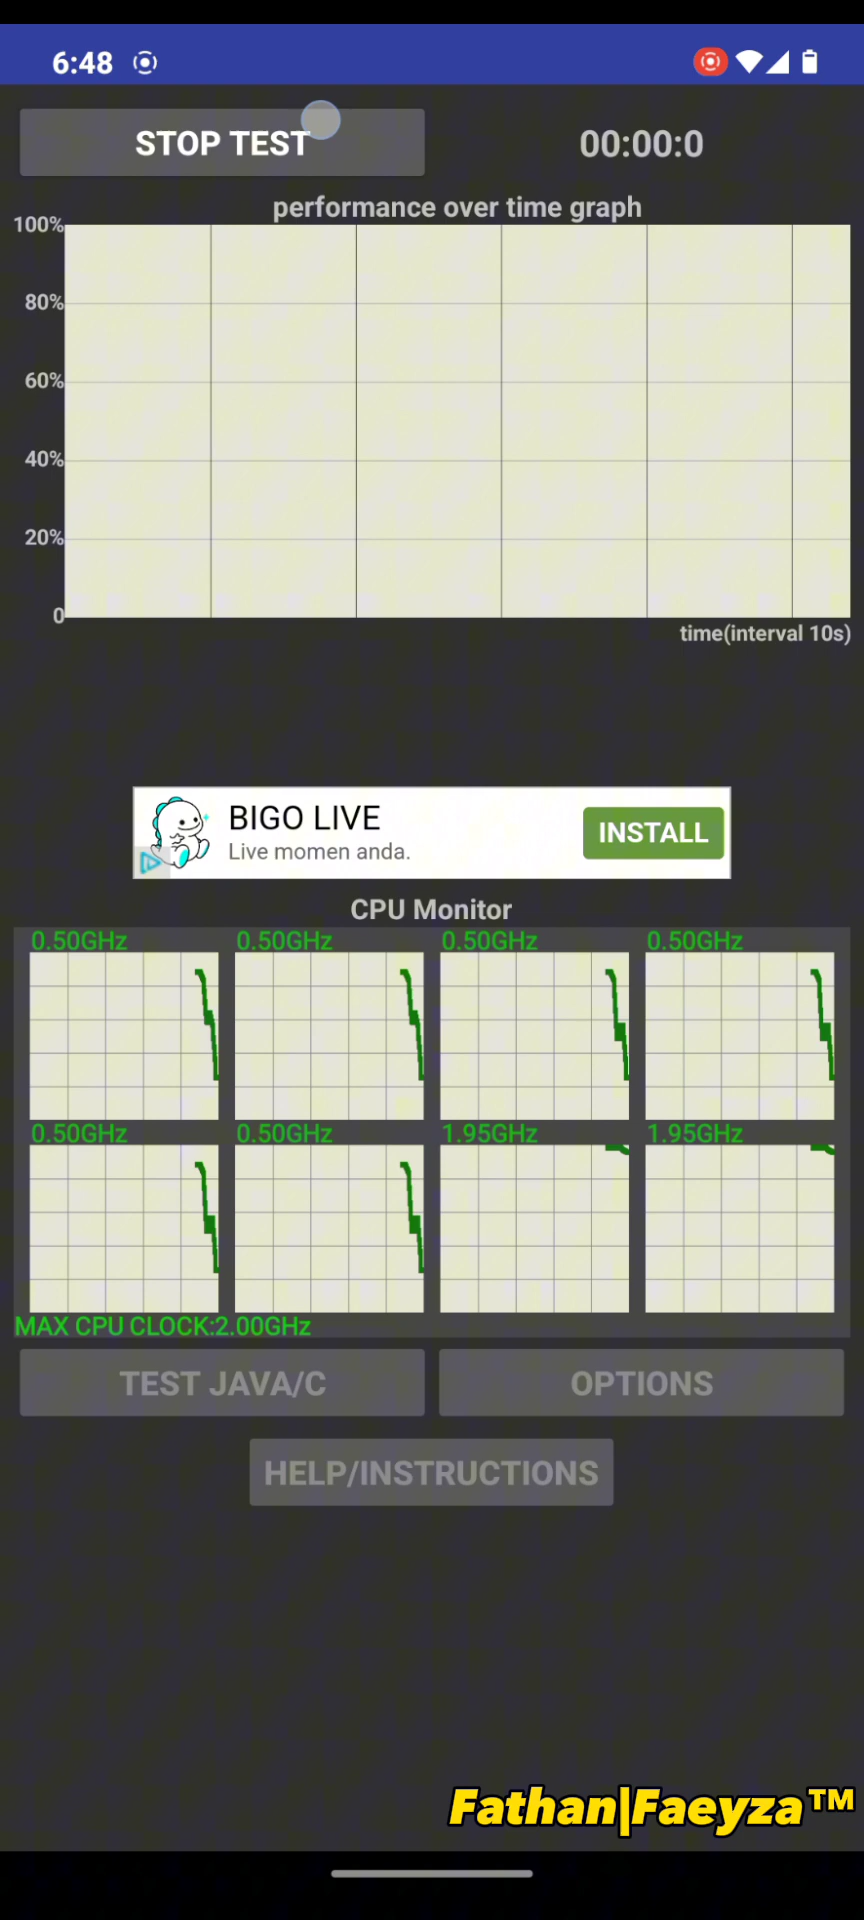 6:48
STOP TEST
00:00:0
performance over time graph
100%
80%
60%
40%
20%
0
time(interval 10s)
BIGO LIVE
Live momen anda.
INSTALL
CPU Monitor
0.50GHz 0.50GHz 0.50GHz 0.50GHz
0.50GHz 0.50GHz 1.95GHz 1.95GHz
MAX CPU CLOCK:2.00GHz
TEST JAVA/C
OPTIONS
HELP/INSTRUCTIONS
Fathan|Faeyza™